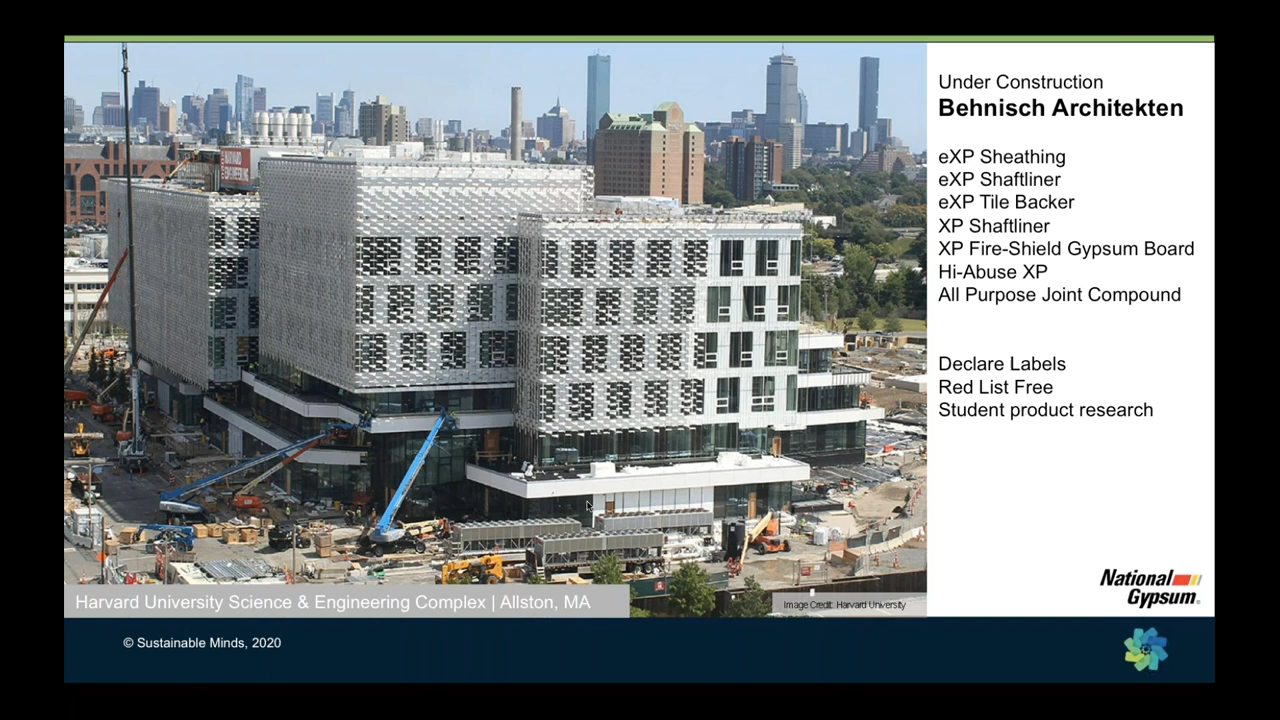 Under Construction
Behnisch Architekten
eXP Sheathing
eXP Shaftliner
eXP Tile Backer
XP Shaftliner
XP Fire-Shield Gypsum Board
Hi-Abuse XP
All Purpose Joint Compound
Declare Labels
Red List Free
Student product research
National
Gypsum®
Harvard University Science & Engineering Complex | Allston, MA
Image Credit: Harvard University
© Sustainable Minds, 2020